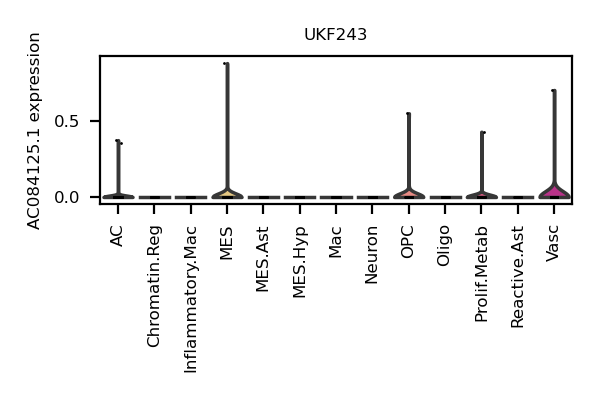 UKF243
AC084125.1 expression
0.5
0.0
AC
Chromatin.Reg
Inflammatory.Mac
MES
MES.Ast
MES.Hyp
Mac
Neuron
OPC
Oligo
Prolif.Metab
Reactive.Ast
Vasc